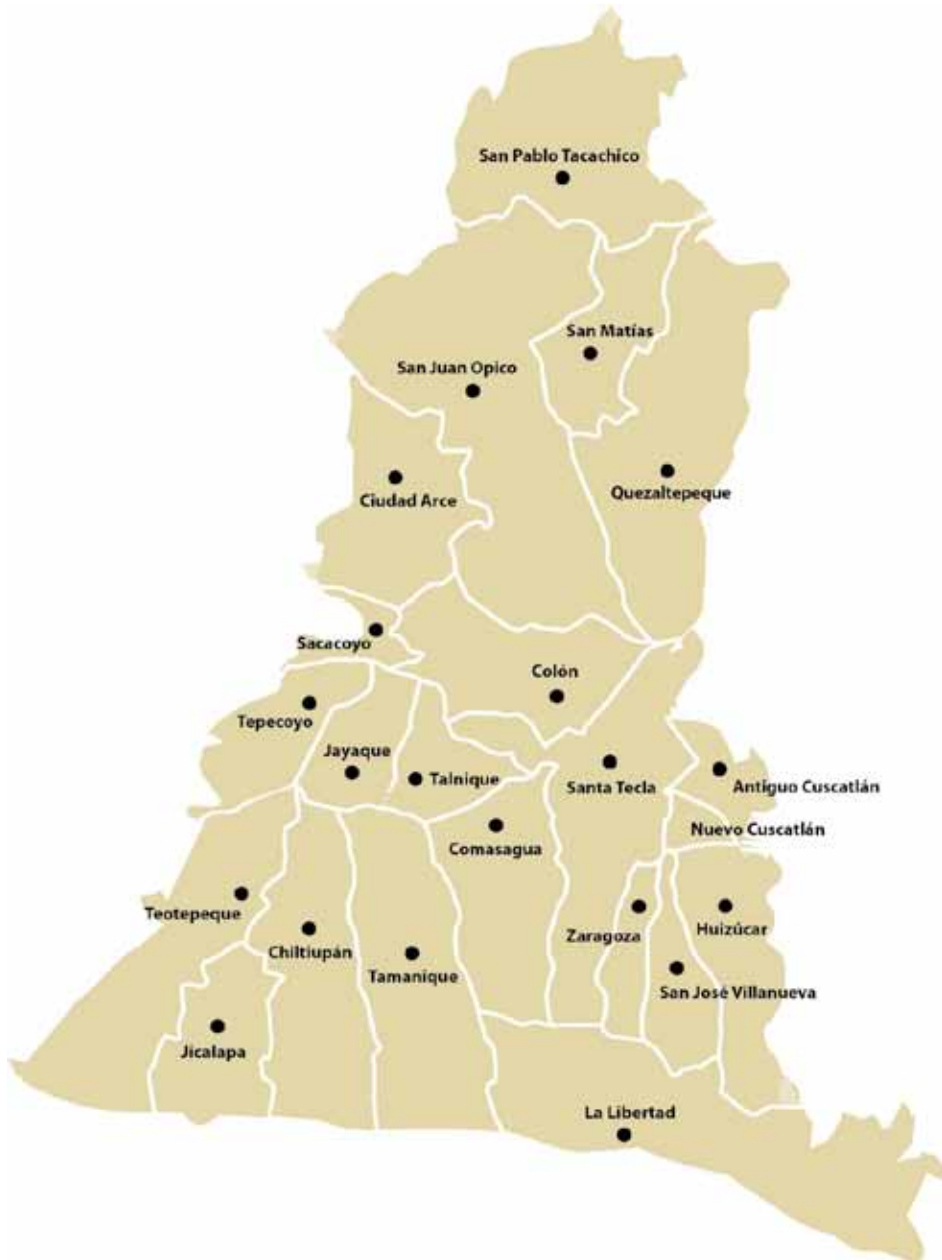 San Pablo Tacachico
San Matías
San Juan Opico
Quezaltepeque
Ciudad Arce
Sacacoyo
Colón
Tepecoyo
Jayaque
Talnique
Santa Tecla
Antiguo Cuscatlán
Nuevo Cuscatlán
Comasagua
Teotepeque
Chiltiupán
Tamanique
Zaragoza
Huizúcar
San José Villanueva
Jicalapa
La Libertad